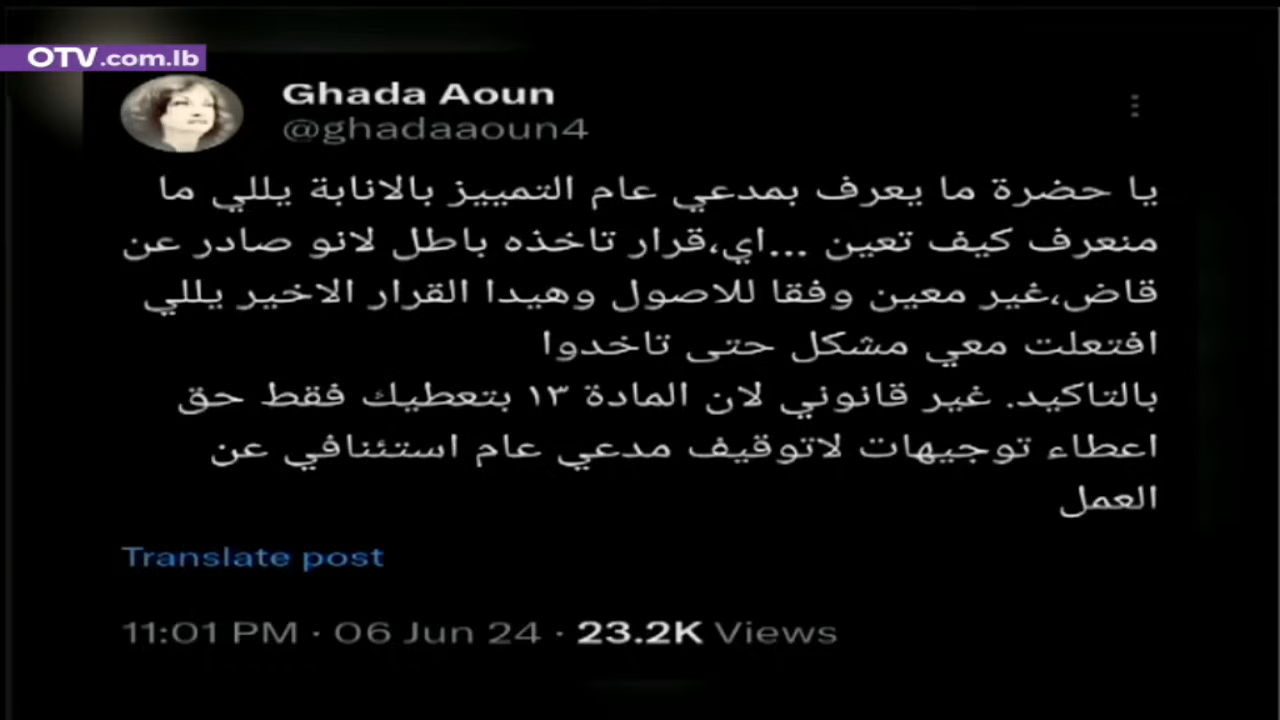 OTV.com.lb
Ghada Aoun
@ghadaaoun4
يا حضرة ما يعرف بمدعي عام التمييز بالانابة يللي ما
منعرف كيف تعين ...اي،قرار تاخذه باطل لانو صادر عن
قاض،غير معين وفقا للاصول وهيدا القرار الاخير يللي
افتعلت معي مشكل حتى تاخدوا
بالتاكيد. غير قانوني لان المادة ١٣ بتعطيك فقط حق
اعطاء توجيهات لاتوقيف مدعي عام استئنافي عن
العمل
Translate post
11:01 PM · 06 Jun 24 · 23.2K Views